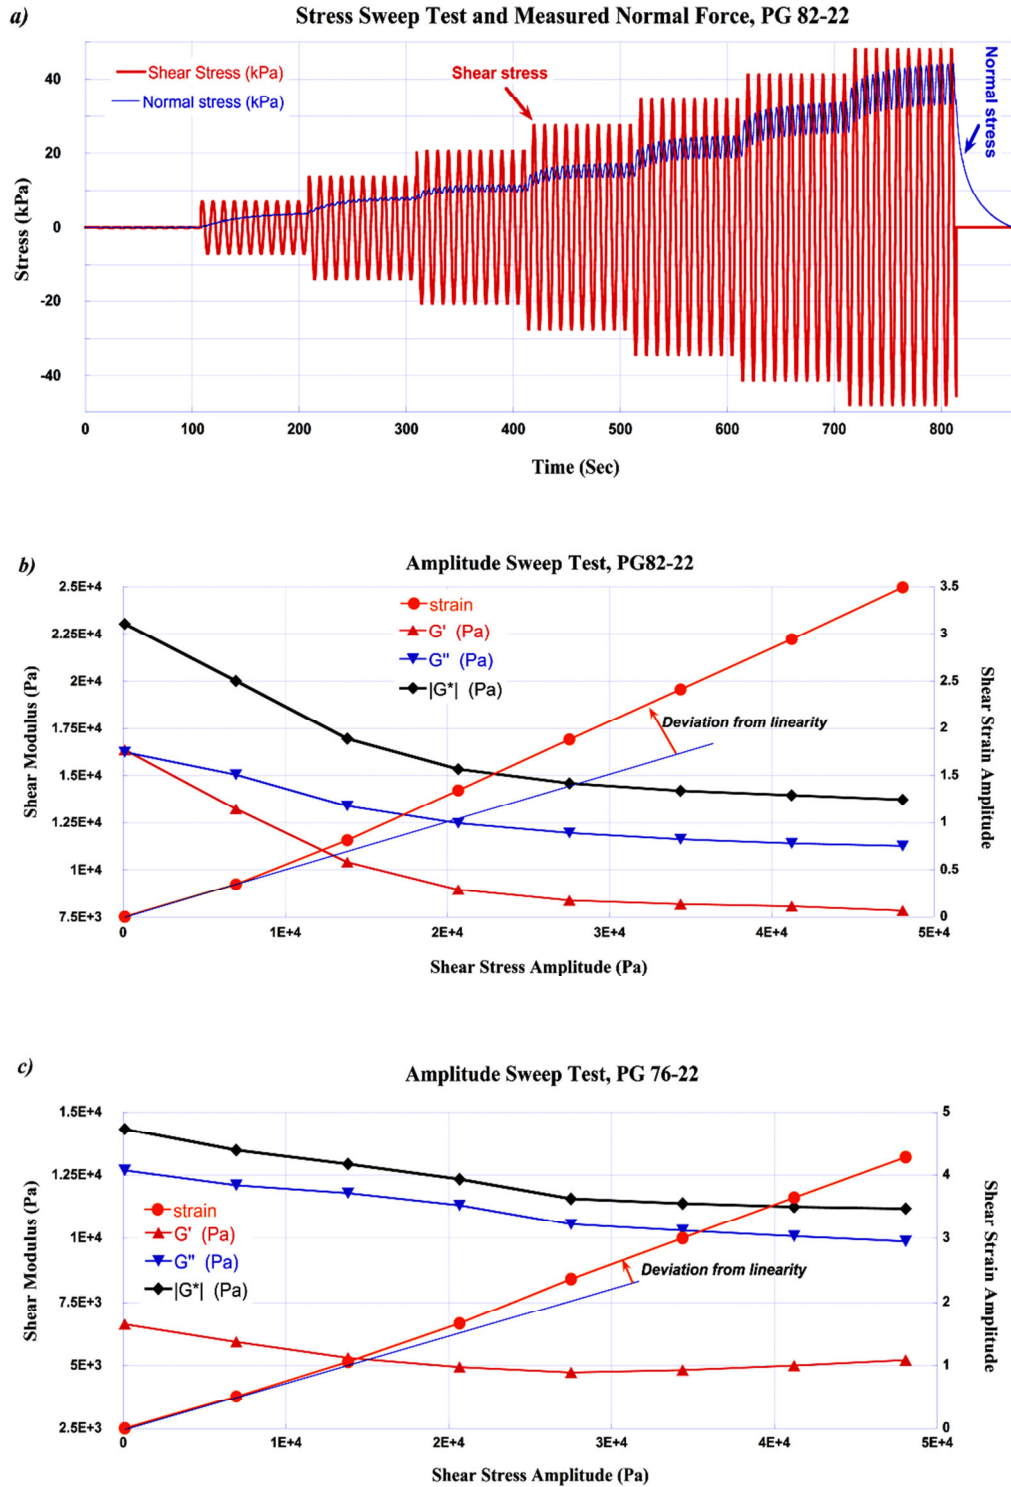 a)
Stress Sweep Test and Measured Normal Force, PG 82-22
Shear Stress (kPa)
Normal stress (kPa)
Shear stress
Normal stress
Stress (kPa)
40
20
0
-20
-40
0 100 200 300 400 500 600 700 800
Time (Sec)
b)
Amplitude Sweep Test, PG82-22
strain
G' (Pa)
G'' (Pa)
|G*| (Pa)
Deviation from linearity
Shear Modulus (Pa)
2.5E+4
2.25E+4
2E+4
1.75E+4
1.5E+4
1.25E+4
1E+4
7.5E+3
3.5
3
2.5
2
1.5
1
0.5
0
Shear Strain Amplitude
0 1E+4 2E+4 3E+4 4E+4 5E+4
Shear Stress Amplitude (Pa)
c)
Amplitude Sweep Test, PG 76-22
strain
G' (Pa)
G'' (Pa)
|G*| (Pa)
Deviation from linearity
Shear Modulus (Pa)
1.5E+4
1.25E+4
1E+4
7.5E+3
5E+3
2.5E+3
5
4
3
2
1
0
Shear Strain Amplitude
0 1E+4 2E+4 3E+4 4E+4 5E+4
Shear Stress Amplitude (Pa)